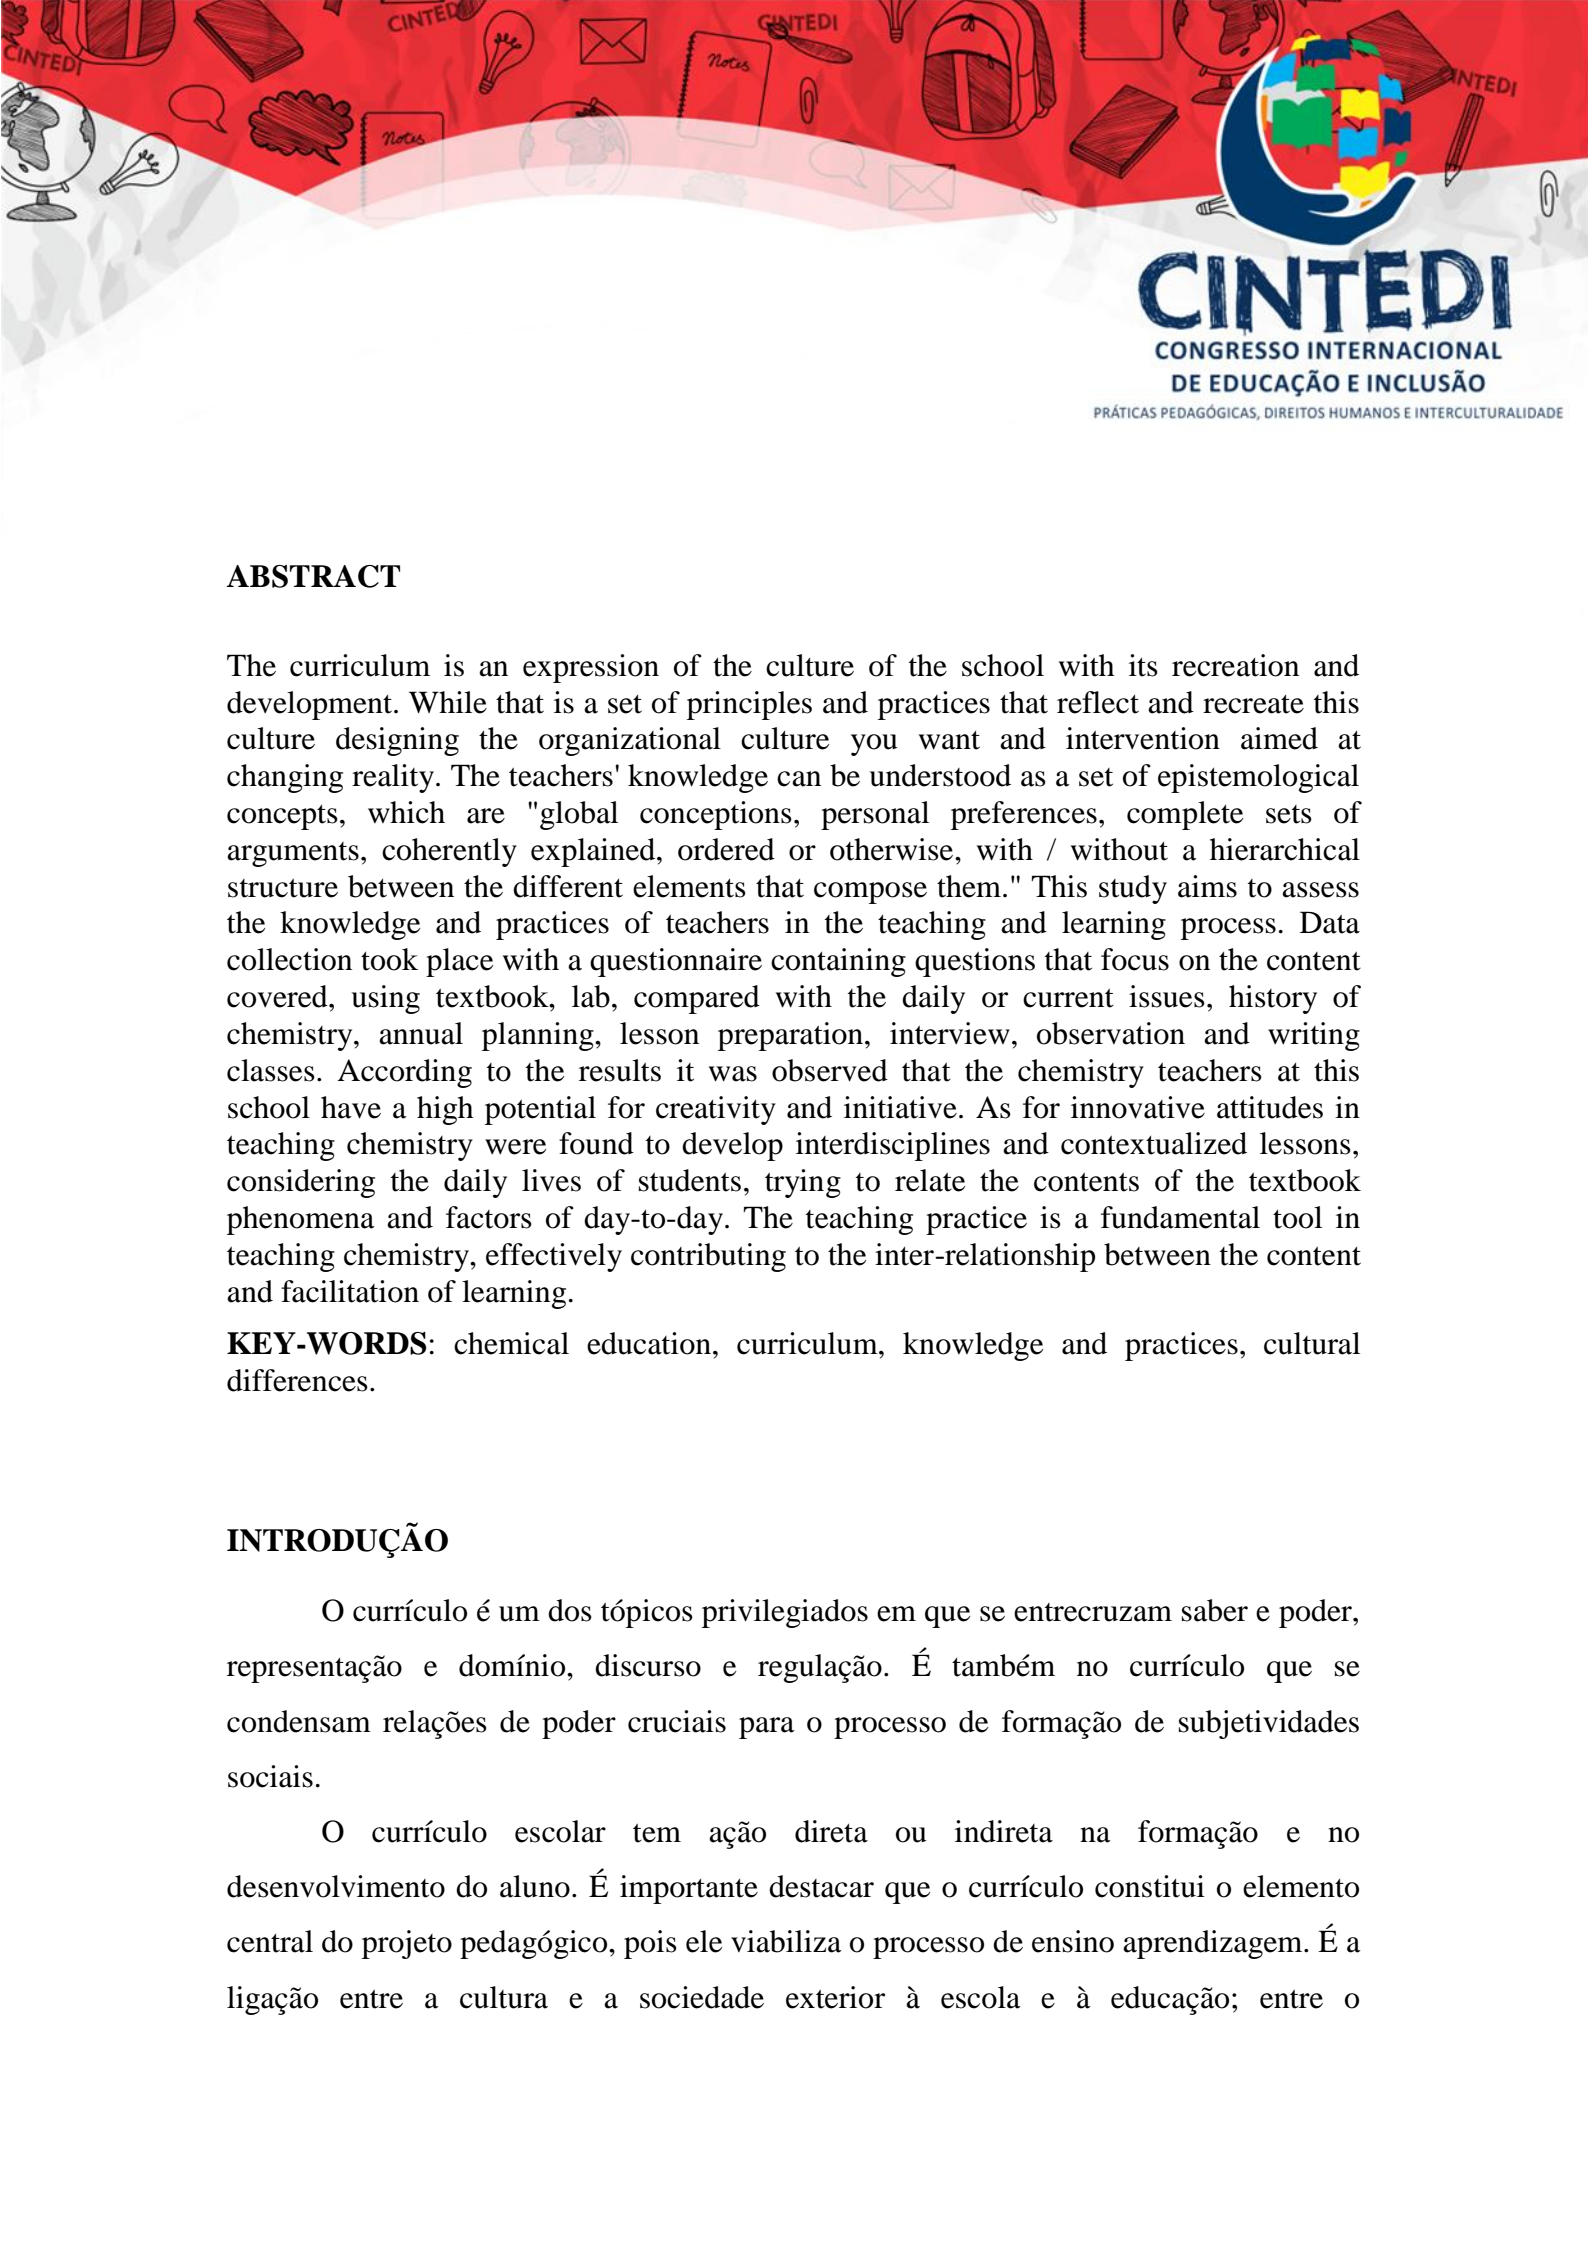 CINTEDI
CINTEDI
CINTEDI
CINTEDI
Notes
Notes
CINTEDI
CONGRESSO INTERNACIONAL
DE EDUCAÇÃO E INCLUSÃO
PRÁTICAS PEDAGÓGICAS, DIREITOS HUMANOS E INTERCULTURALIDADE
ABSTRACT
The curriculum is an expression of the culture of the school with its recreation and
development. While that is a set of principles and practices that reflect and recreate this
culture designing the organizational culture you want and intervention aimed at
changing reality. The teachers' knowledge can be understood as a set of epistemological
concepts, which are "global conceptions, personal preferences, complete sets of
arguments, coherently explained, ordered or otherwise, with / without a hierarchical
structure between the different elements that compose them." This study aims to assess
the knowledge and practices of teachers in the teaching and learning process. Data
collection took place with a questionnaire containing questions that focus on the content
covered, using textbook, lab, compared with the daily or current issues, history of
chemistry, annual planning, lesson preparation, interview, observation and writing
classes. According to the results it was observed that the chemistry teachers at this
school have a high potential for creativity and initiative. As for innovative attitudes in
teaching chemistry were found to develop interdisciplines and contextualized lessons,
considering the daily lives of students, trying to relate the contents of the textbook
phenomena and factors of day-to-day. The teaching practice is a fundamental tool in
teaching chemistry, effectively contributing to the inter-relationship between the content
and facilitation of learning.
KEY-WORDS: chemical education, curriculum, knowledge and practices, cultural
differences.
INTRODUÇÃO
O currículo é um dos tópicos privilegiados em que se entrecruzam saber e poder,
representação e domínio, discurso e regulação. É também no currículo que se
condensam relações de poder cruciais para o processo de formação de subjetividades
sociais.
O currículo escolar tem ação direta ou indireta na formação e no
desenvolvimento do aluno. É importante destacar que o currículo constitui o elemento
central do projeto pedagógico, pois ele viabiliza o processo de ensino aprendizagem. É a
ligação entre a cultura e a sociedade exterior à escola e à educação; entre o